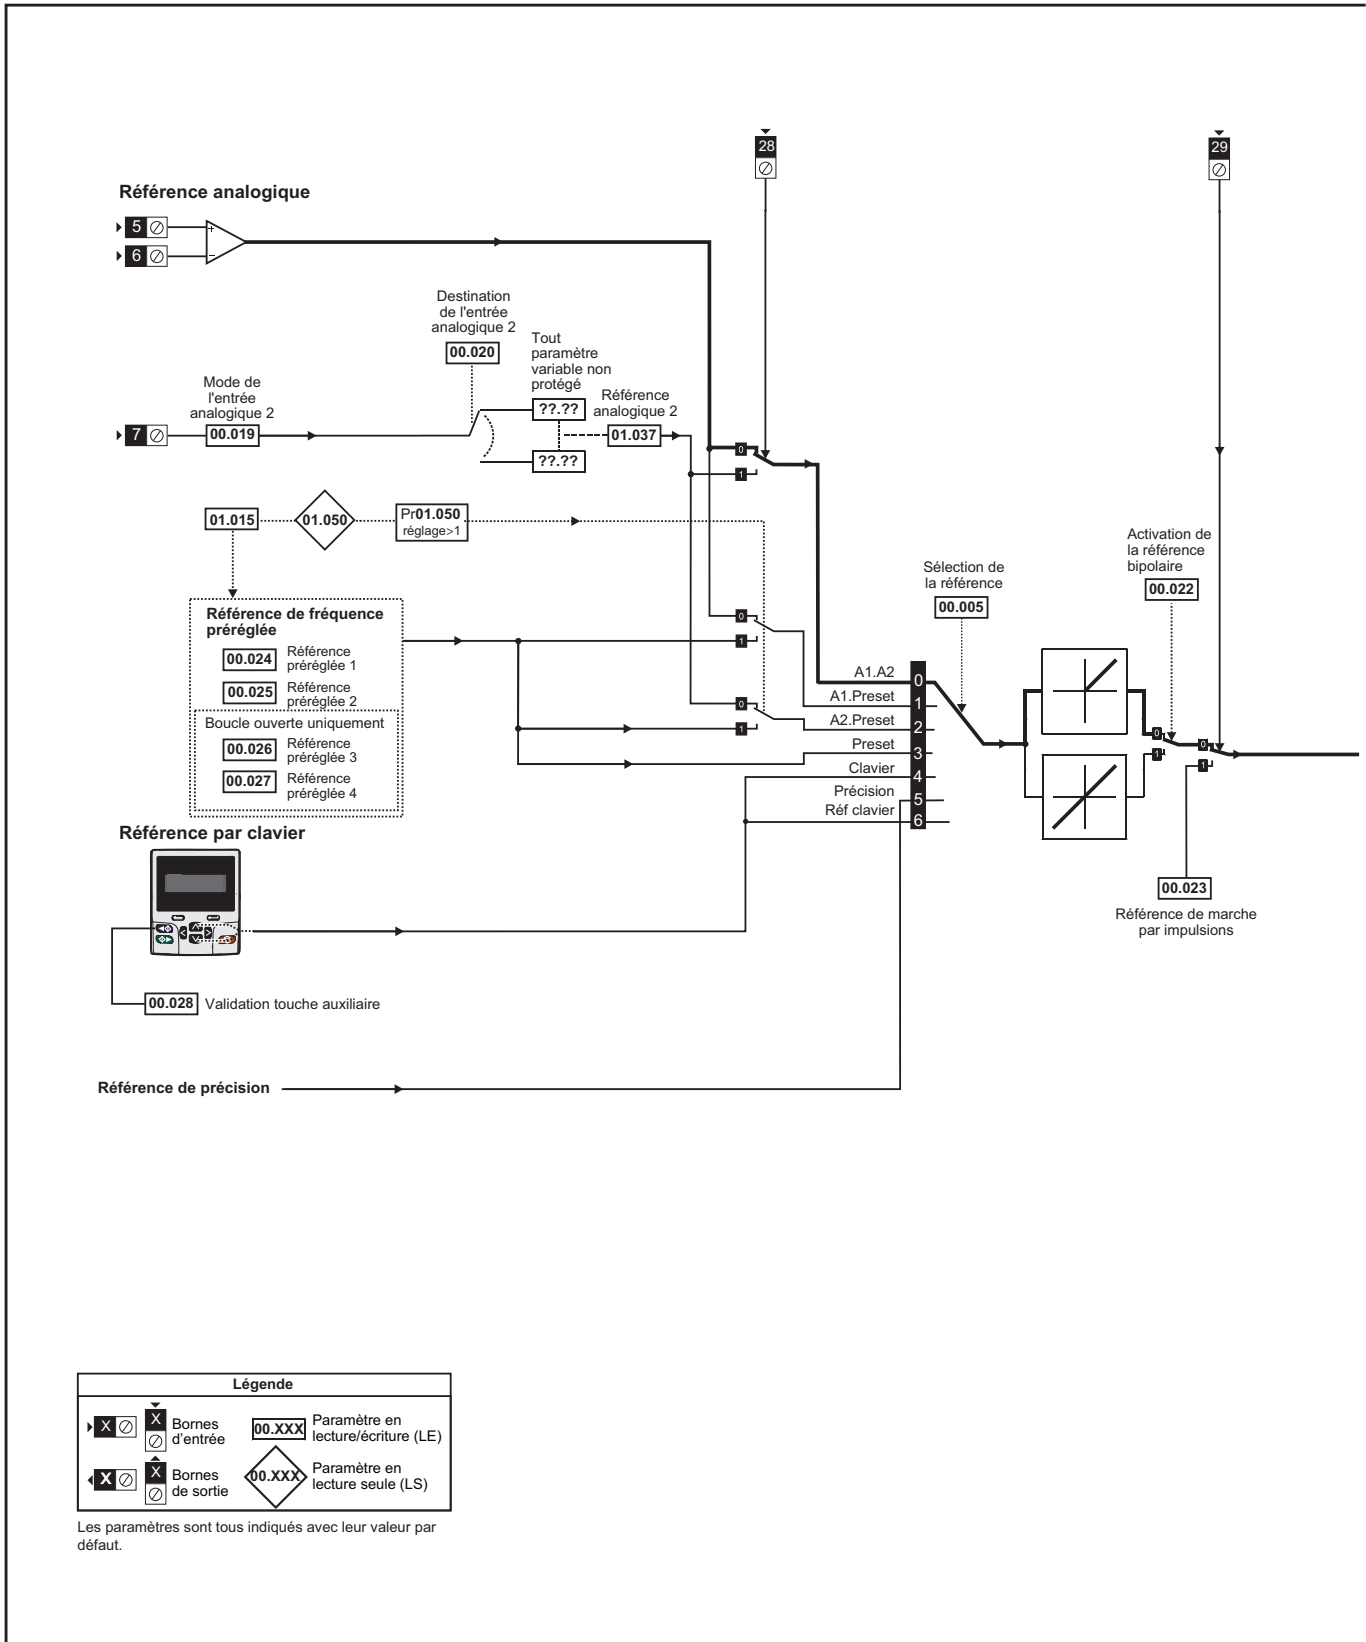 28
29
Référence analogique
5
+
6
–
Destination
de l'entrée
analogique 2
00.020
Tout
paramètre
variable non
protégé
??.??
??.??
Mode de
l'entrée
analogique 2
7
00.019
Référence
analogique 2
01.037
0
1
01.015
01.050
Pr01.050
réglage>1
Référence de fréquence
préréglée
00.024
Référence
préréglée 1
00.025
Référence
préréglée 2
Boucle ouverte uniquement
00.026
Référence
préréglée 3
00.027
Référence
préréglée 4
0
1
0
1
A1.A2
0
A1.Preset
1
A2.Preset
2
Preset
3
Clavier
4
Précision
5
Réf clavier
6
Sélection de
la référence
00.005
Activation de
la référence
bipolaire
00.022
0
1
0
1
00.023
Référence de marche
par impulsions
Référence par clavier
00.028
Validation touche auxiliaire
Référence de précision
Légende
X
X
Bornes
d'entrée
00.XXX
Paramètre en
lecture/écriture (LE)
X
X
Bornes
de sortie
00.XXX
Paramètre en
lecture seule (LS)
Les paramètres sont tous indiqués avec leur valeur par
défaut.